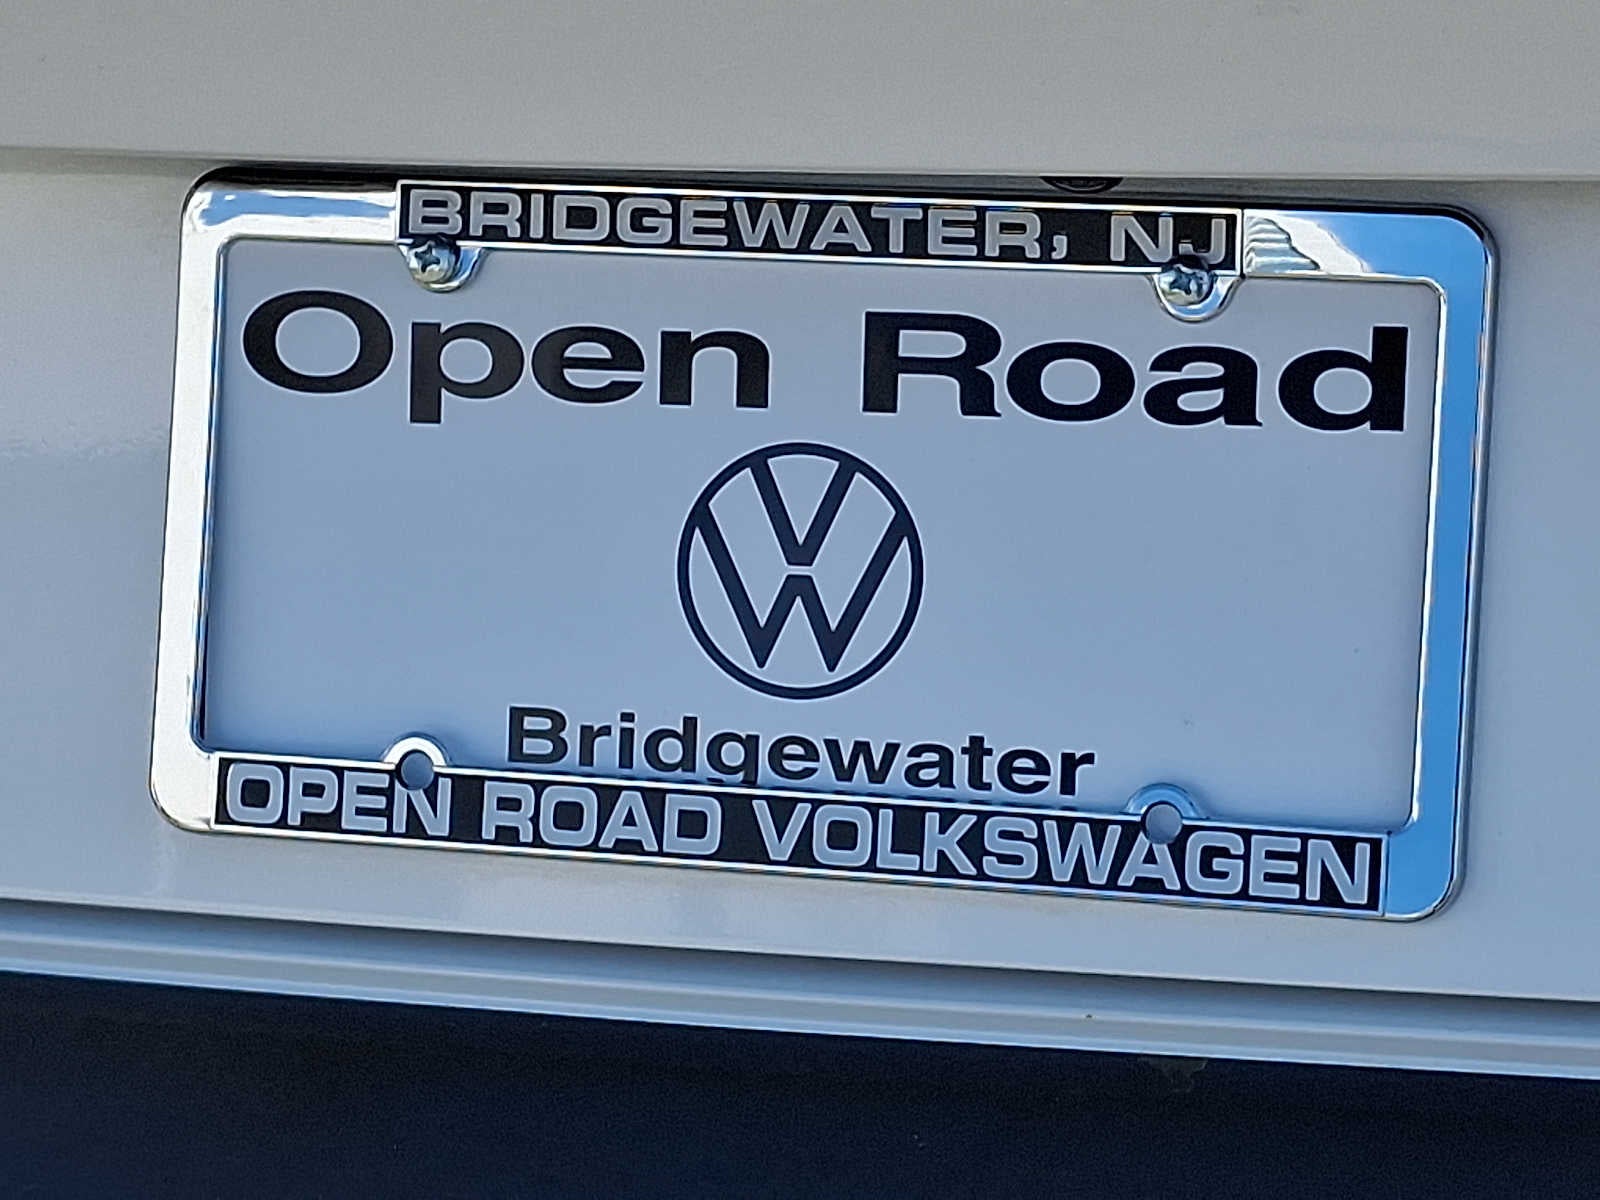 BRIDGEWATER, NJ
Open Road
Bridgewater
OPEN ROAD VOLKSWAGEN